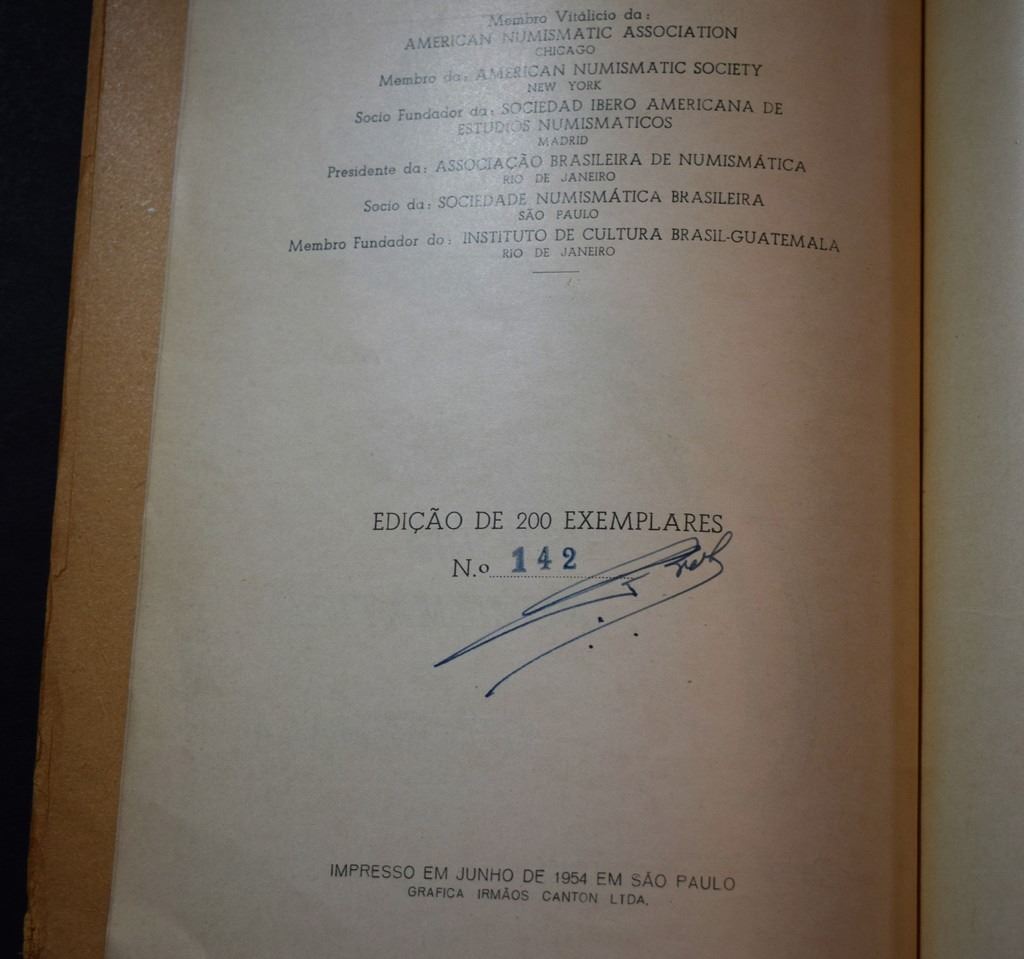 Membro Vitálicio da:
AMERICAN NUMISMATIC ASSOCIATION
CHICAGO
Membro da: AMERICAN NUMISMATIC SOCIETY
NEW YORK
Socio Fundador da: SOCIEDAD IBERO AMERICANA DE
ESTUDIOS NUMISMATICOS
MADRID
Presidente da: ASSOCIAÇÃO BRASILEIRA DE NUMISMÁTICA
RIO DE JANEIRO
Socio da: SOCIEDADE NUMISMÁTICA BRASILEIRA
SÃO PAULO
Membro Fundador do: INSTITUTO DE CULTURA BRASIL-GUATEMALA
RIO DE JANEIRO
EDIÇÃO DE 200 EXEMPLARES
N.o 142
IMPRESSO EM JUNHO DE 1954 EM SÃO PAULO
GRAFICA IRMÃOS CANTON LTDA.